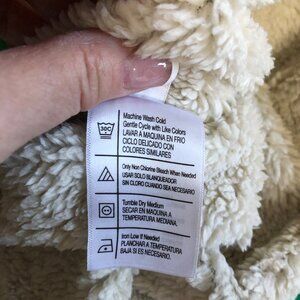 30C
Machine Wash Cold
Gentle Cycle with Like Colors
LAVAR A MAQUINA EN FRIO
CICLO DELICADO CON
COLORES SIMILARES
Only Non Chlorine Bleach When Needed
USAR SOLO BLANQUEADOR
SIN CLORO CUANDO SEA NECESARIO
Tumble Dry Medium
SECAR EN MAQUINA A
TEMPERATURA MEDIANA.
Iron Low If Needed
PLANCHAR A TEMPERATURA
BAJA SI ES NECESARIO.